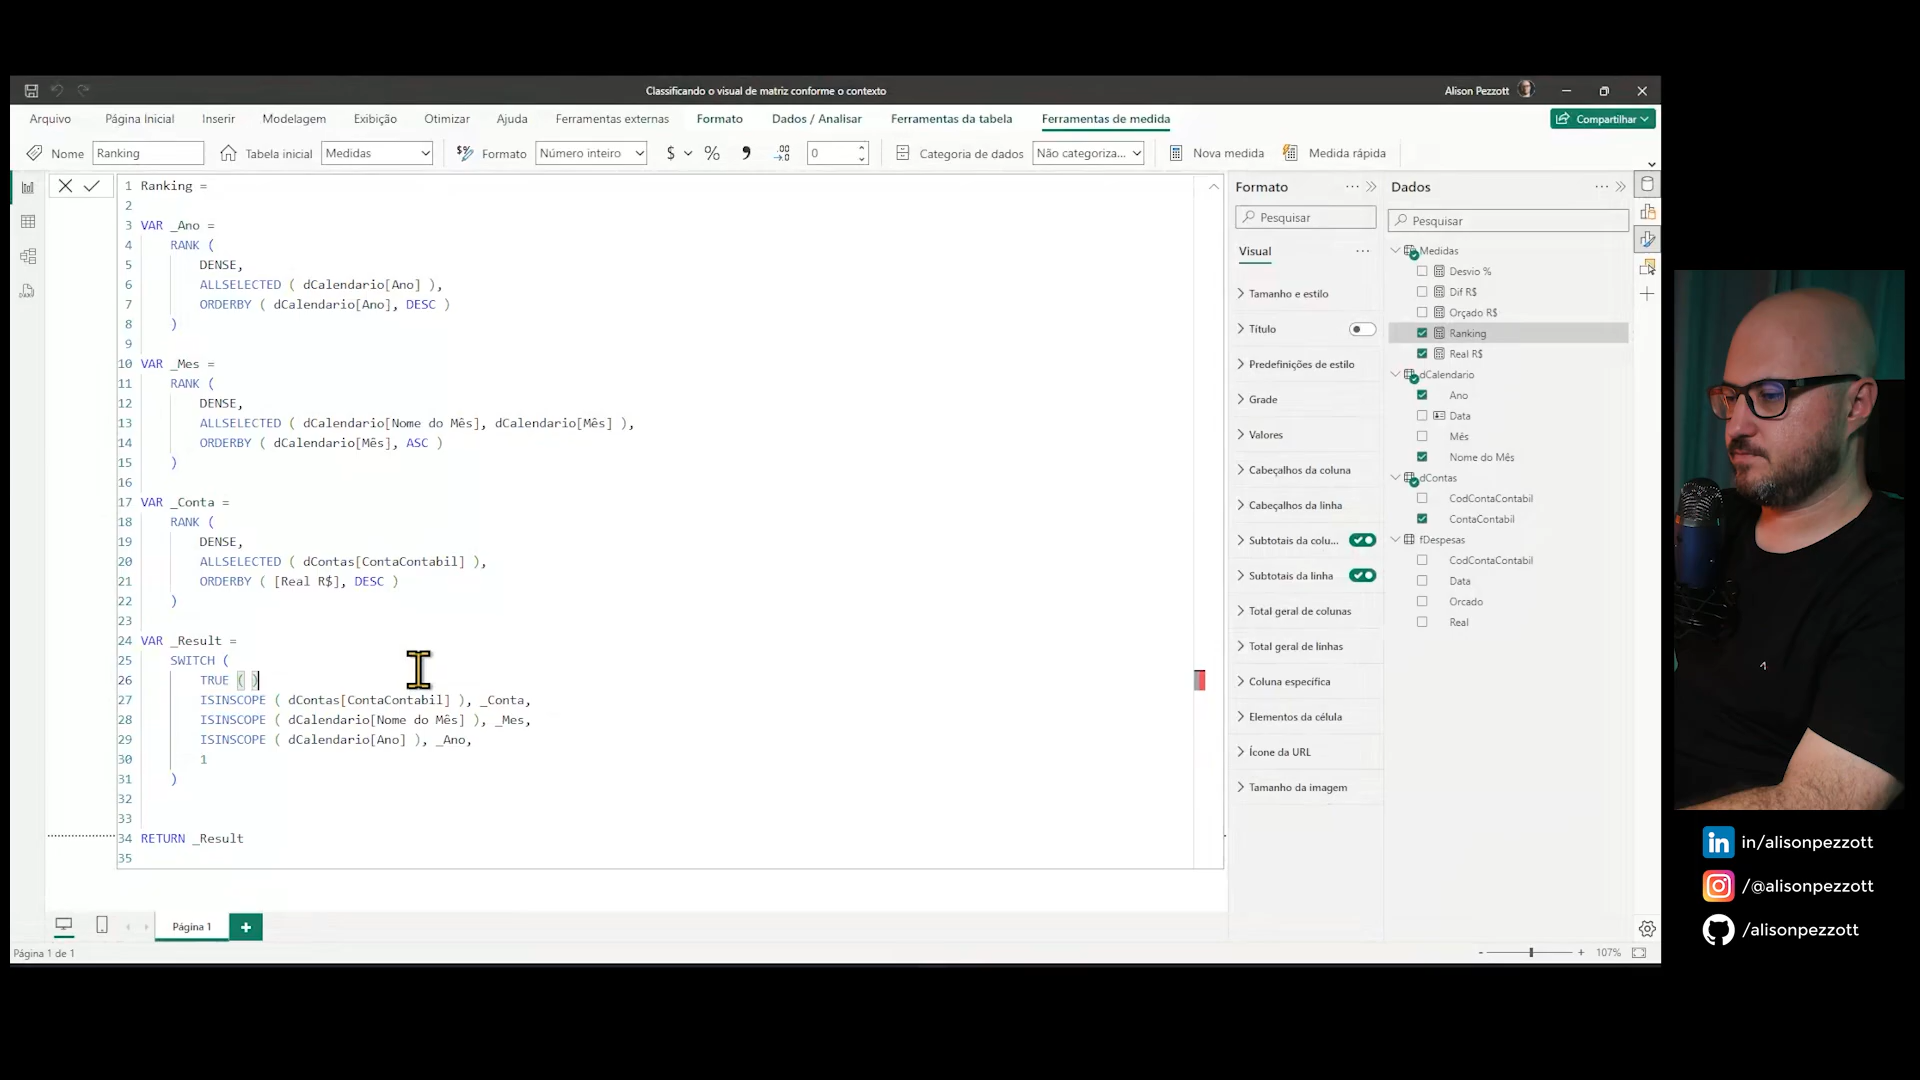 Classificando o visual de matriz conforme o contexto
Alison Pezzott
Arquivo Página Inicial Inserir Modelagem Exibição Otimizar Ajuda Ferramentas externas Formato Dados / Analisar Ferramentas da tabela Ferramentas de medida Compartilhar
Nome Ranking Tabela inicial Medidas Formato Número inteiro $ % 0 Categoria de dados Não categoriza... Nova medida Medida rápida
1 Ranking =
2
3 VAR _Ano =
4 RANK (
5 DENSE,
6 ALLSELECTED ( dCalendario[Ano] ),
7 ORDERBY ( dCalendario[Ano], DESC )
8 )
9
10 VAR _Mes =
11 RANK (
12 DENSE,
13 ALLSELECTED ( dCalendario[Nome do Mês], dCalendario[Mês] ),
14 ORDERBY ( dCalendario[Mês], ASC )
15 )
16
17 VAR _Conta =
18 RANK (
19 DENSE,
20 ALLSELECTED ( dContas[ContaContabil] ),
21 ORDERBY ( [Real R$], DESC )
22 )
23
24 VAR _Result =
25 SWITCH (
26 TRUE ( )
27 ISINSCOPE ( dContas[ContaContabil] ), _Conta,
28 ISINSCOPE ( dCalendario[Nome do Mês] ), _Mes,
29 ISINSCOPE ( dCalendario[Ano] ), _Ano,
30 1
31 )
32
33
34 RETURN _Result
35
Formato
Pesquisar
Visual
Tamanho e estilo
Título
Predefinições de estilo
Grade
Valores
Cabeçalhos da coluna
Cabeçalhos da linha
Subtotais da colu...
Subtotais da linha
Total geral de colunas
Total geral de linhas
Coluna específica
Elementos da célula
Ícone da URL
Tamanho da imagem
Dados
Pesquisar
Medidas
Desvio %
Dif R$
Orçado R$
Ranking
Real R$
dCalendario
Ano
Data
Mês
Nome do Mês
dContas
CodContaContabil
ContaContabil
fDespesas
CodContaContabil
Data
Orcado
Real
Página 1
Página 1 de 1
- + 107%
in/alisonpezzott
/@alisonpezzott
/alisonpezzott